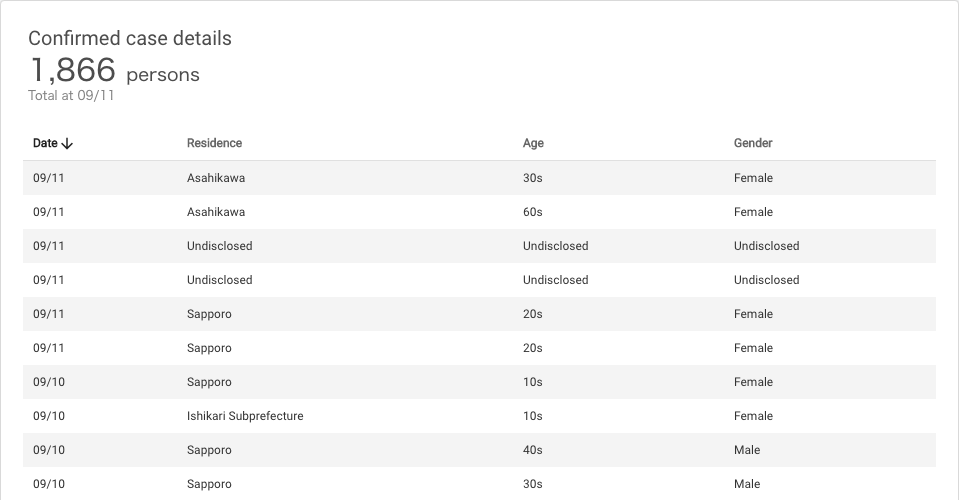 Confirmed case details
1,866 persons
Total at 09/11
Date Residence Age Gender
09/11 Asahikawa 30s Female
09/11 Asahikawa 60s Female
09/11 Undisclosed Undisclosed Undisclosed
09/11 Undisclosed Undisclosed Undisclosed
09/11 Sapporo 20s Female
09/11 Sapporo 20s Female
09/10 Sapporo 10s Female
09/10 Ishikari Subprefecture 10s Female
09/10 Sapporo 40s Male
09/10 Sapporo 30s Male